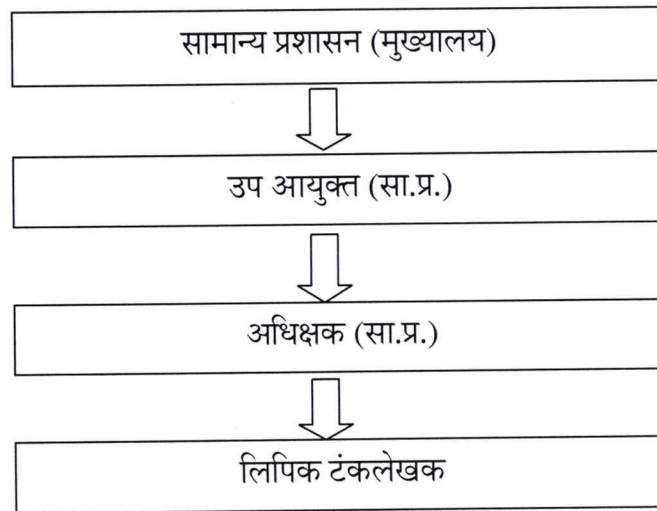 सामान्य प्रशासन (मुख्यालय)
उप आयुक्त (सा.प्र.)
अधिक्षक (सा.प्र.)
लिपिक टंकलेखक